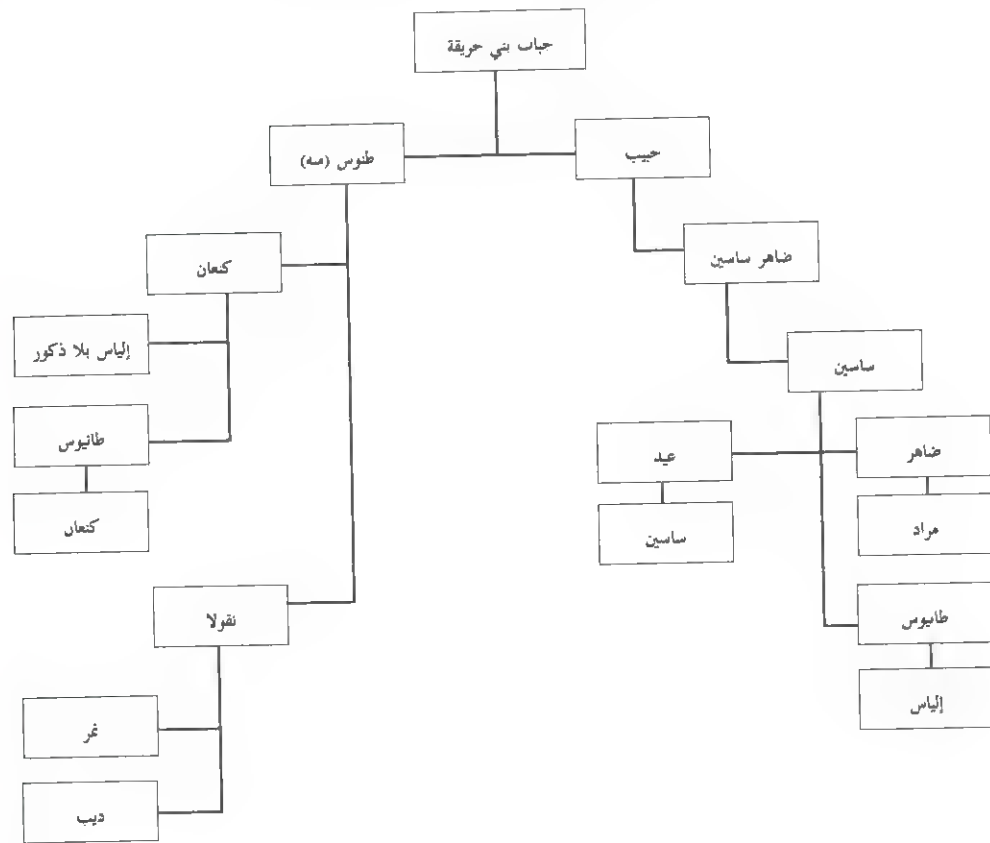 جباب بني حريقة
حبيب
طنوس (مه)
ضاهر ساسين
كنعان
ساسين
إلياس بلا ذكور
ضاهر
عيد
طانيوس
مراد
ساسين
كنعان
طانيوس
نقولا
إلياس
نمر
ديب